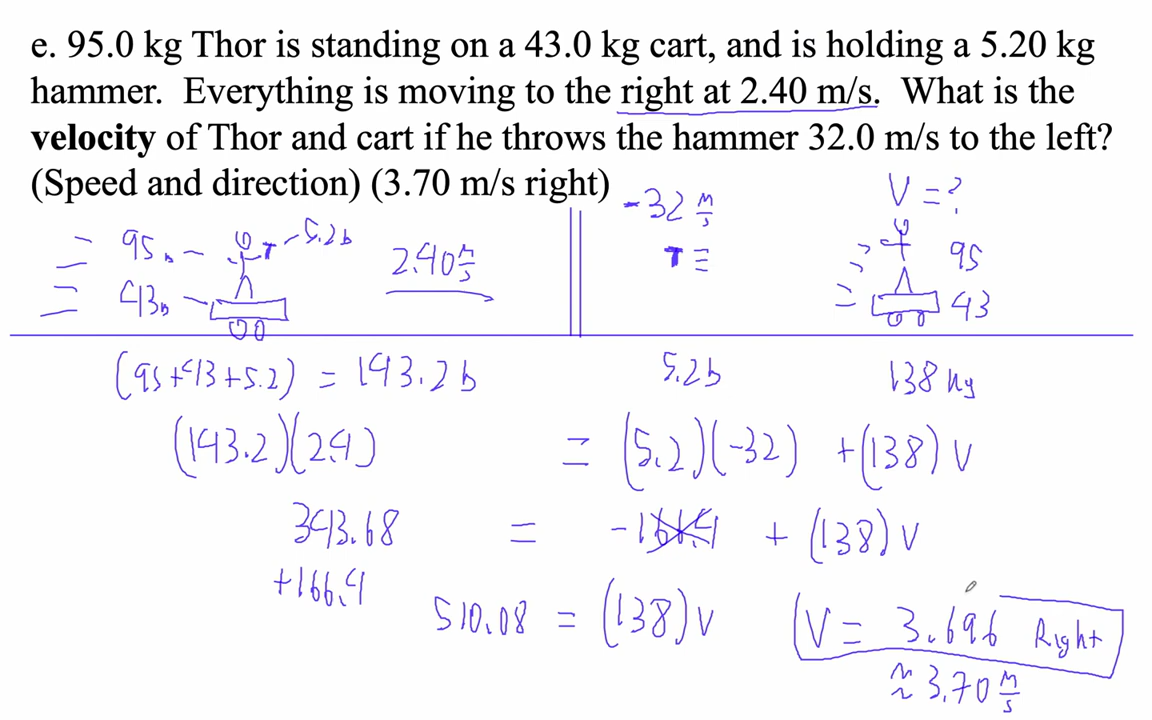 e. 95.0 kg Thor is standing on a 43.0 kg cart, and is holding a 5.20 kg
hammer. Everything is moving to the right at 2.40 m/s. What is the
velocity of Thor and cart if he throws the hammer 32.0 m/s to the left?
(Speed and direction) (3.70 m/s right)
-32 m/s
V = ?
95
5.2
2.40 m/s
95
43
43
(95+43+5.2) = 143.2
5.2
138 kg
(143.2)(2.4) = (5.2)(-32) + (138) V
343.68 = -166.4 + (138) V
+166.4
510.08 = (138) V
V = 3.696 Right
≈ 3.70 m/s